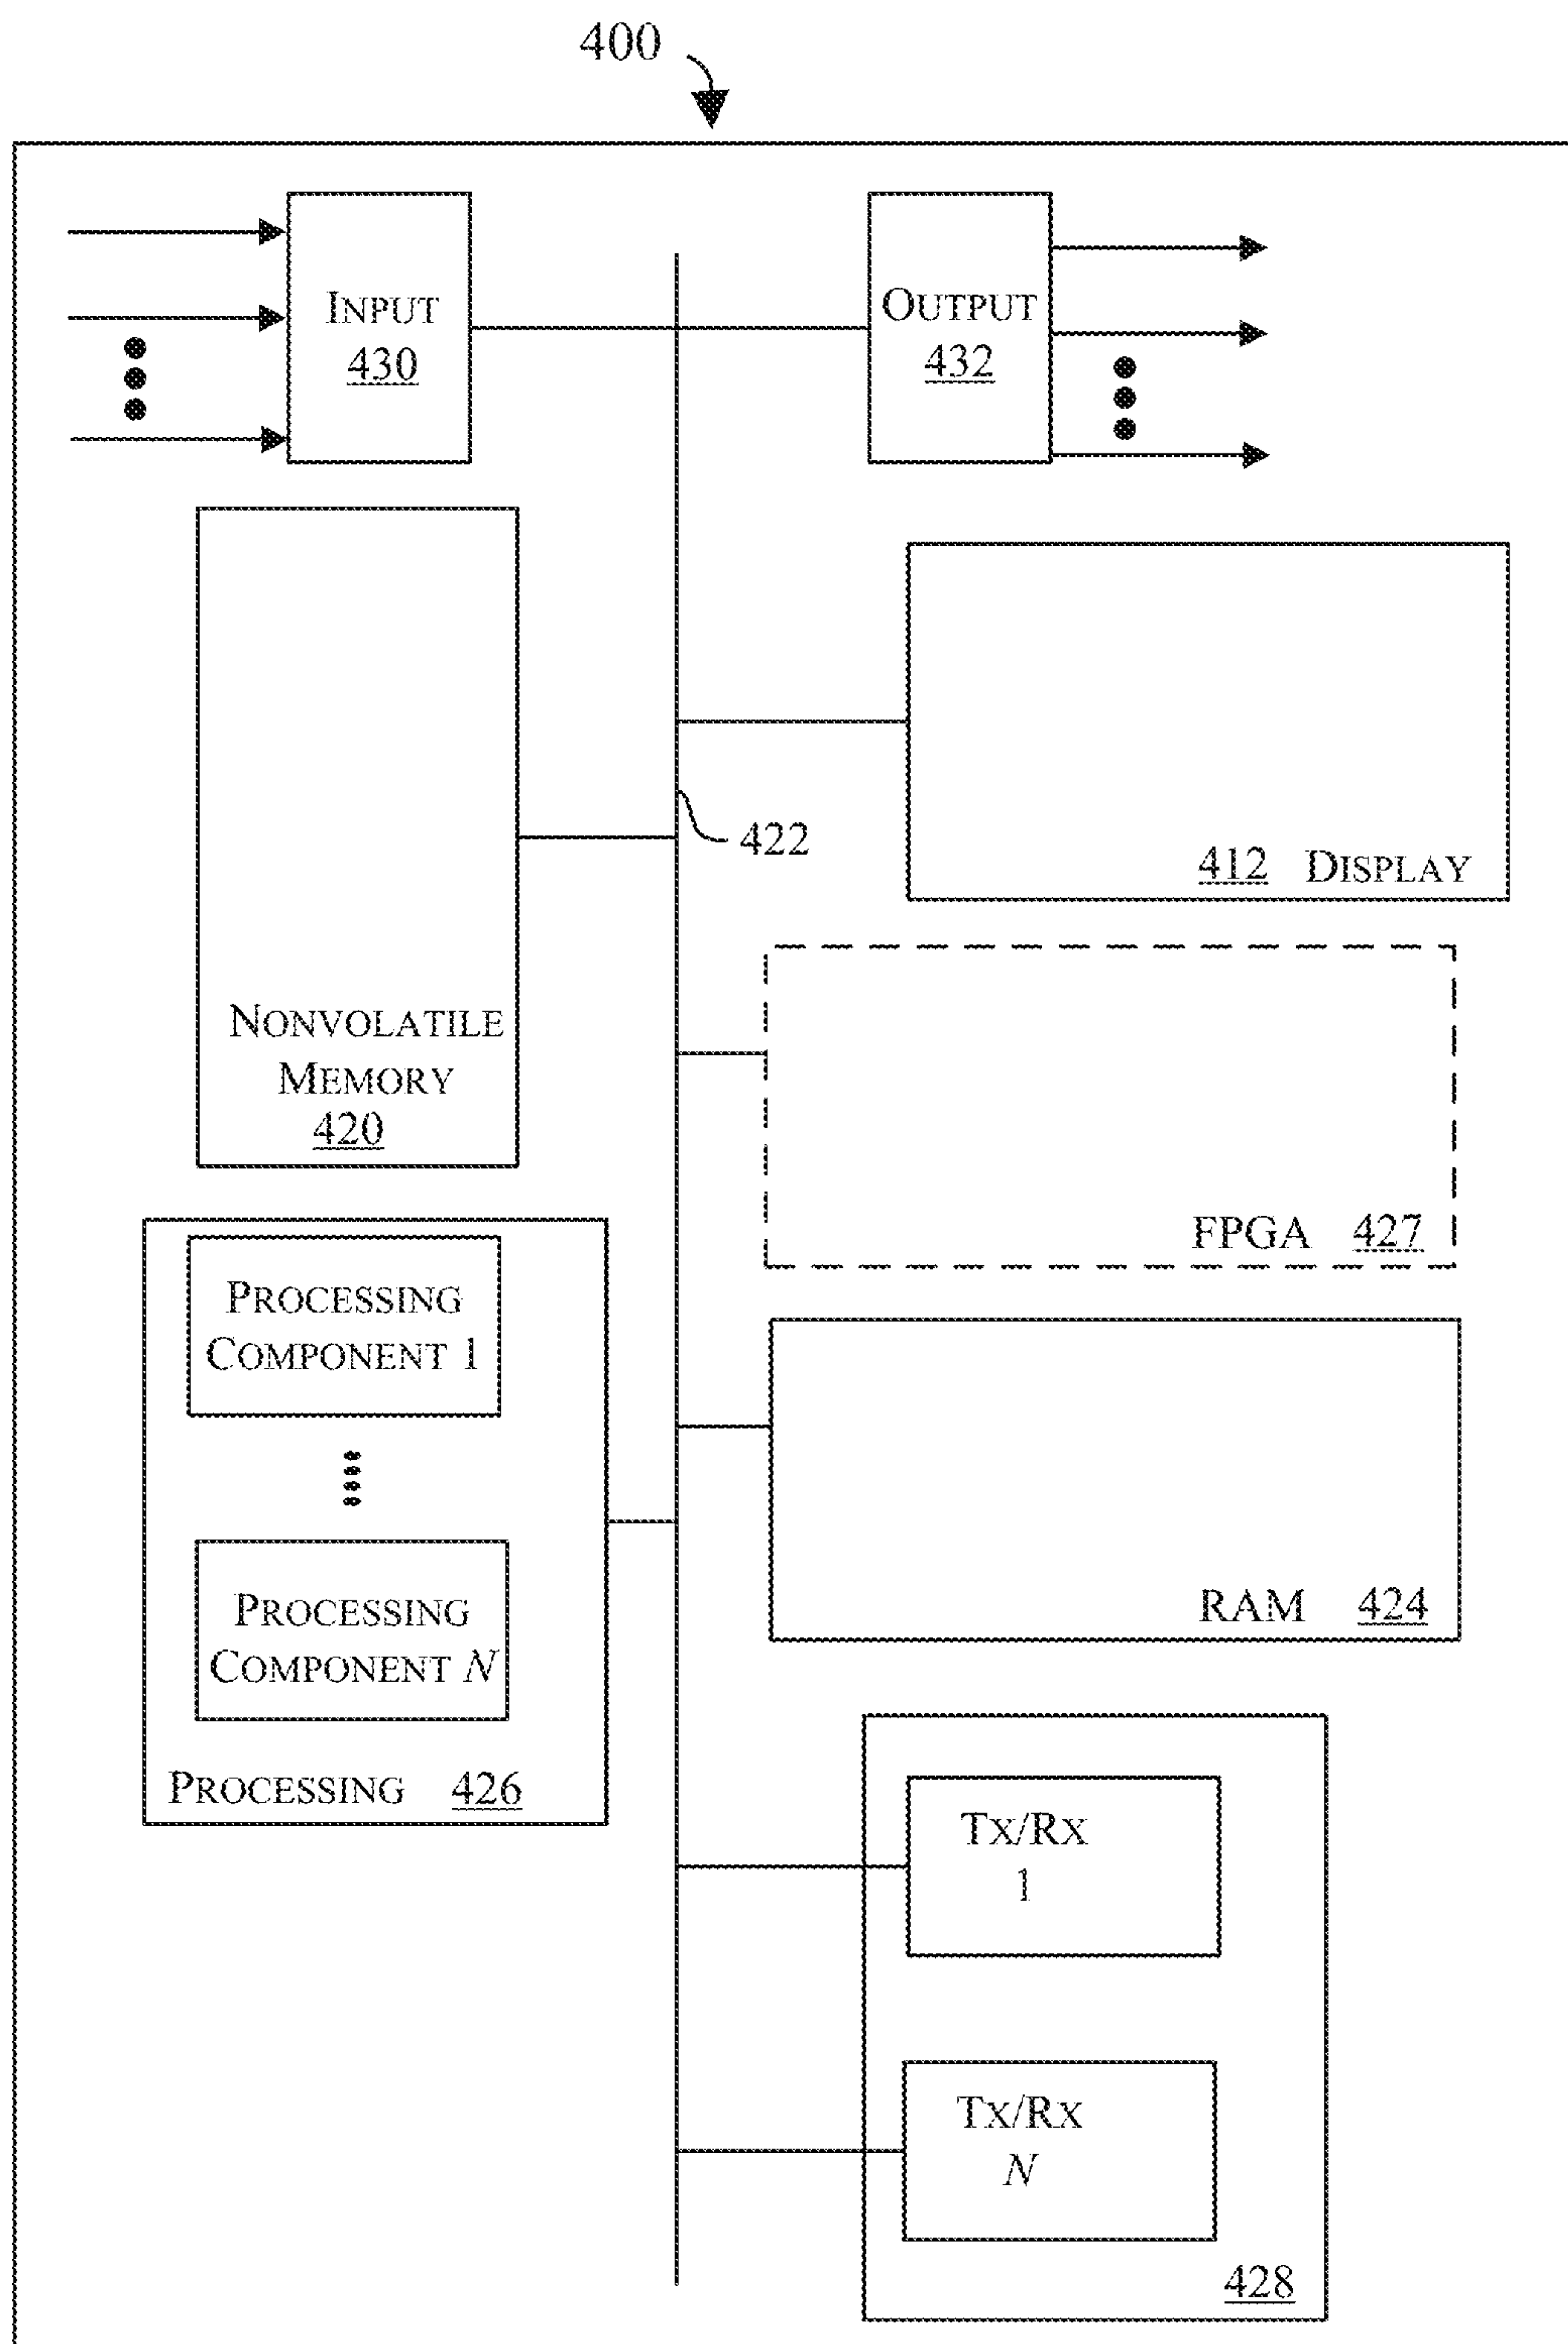 400
INPUT
430
OUTPUT
432
422
412 DISPLAY
NONVOLATILE
MEMORY
420
FPGA 427
PROCESSING
COMPONENT 1
PROCESSING
COMPONENT N
PROCESSING 426
RAM 424
TX/RX
1
TX/RX
N
428